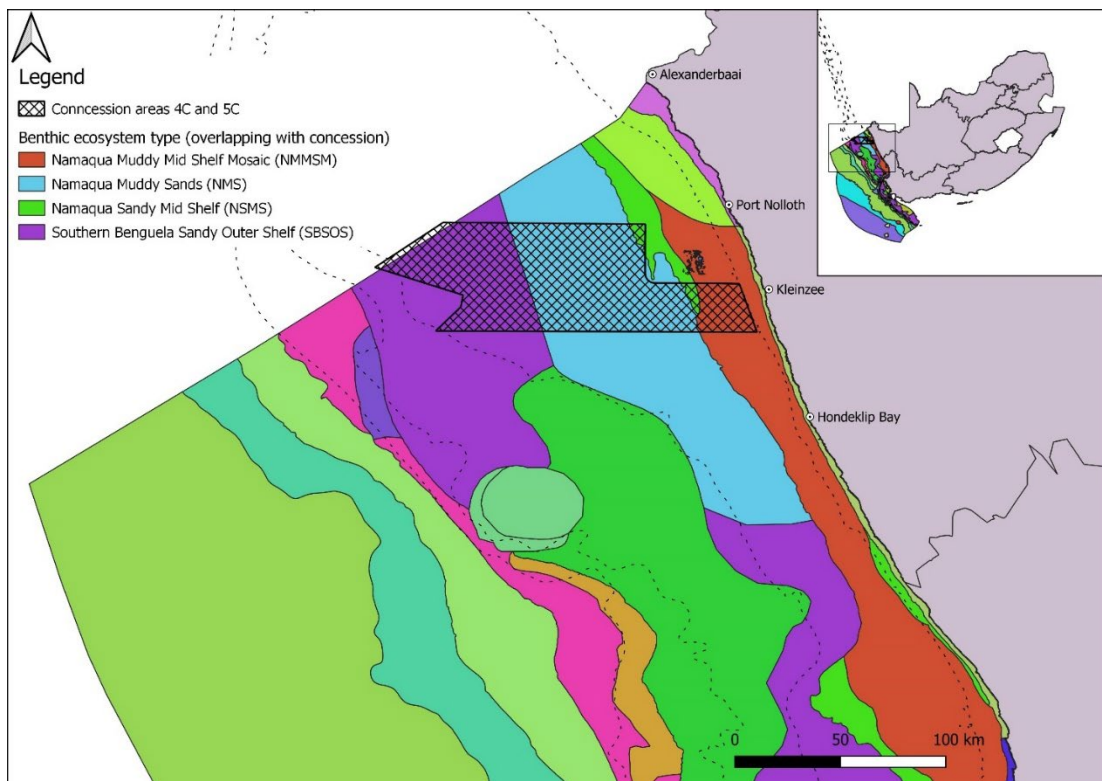 Legend
Conncession areas 4C and 5C
Benthic ecosystem type (overlapping with concession)
Namaqua Muddy Mid Shelf Mosaic (NMMSM)
Namaqua Muddy Sands (NMS)
Namaqua Sandy Mid Shelf (NSMS)
Southern Benguela Sandy Outer Shelf (SBSOS)
Alexanderbaai
Port Nolloth
Kleinzee
Hondeklip Bay
0 50 100 km